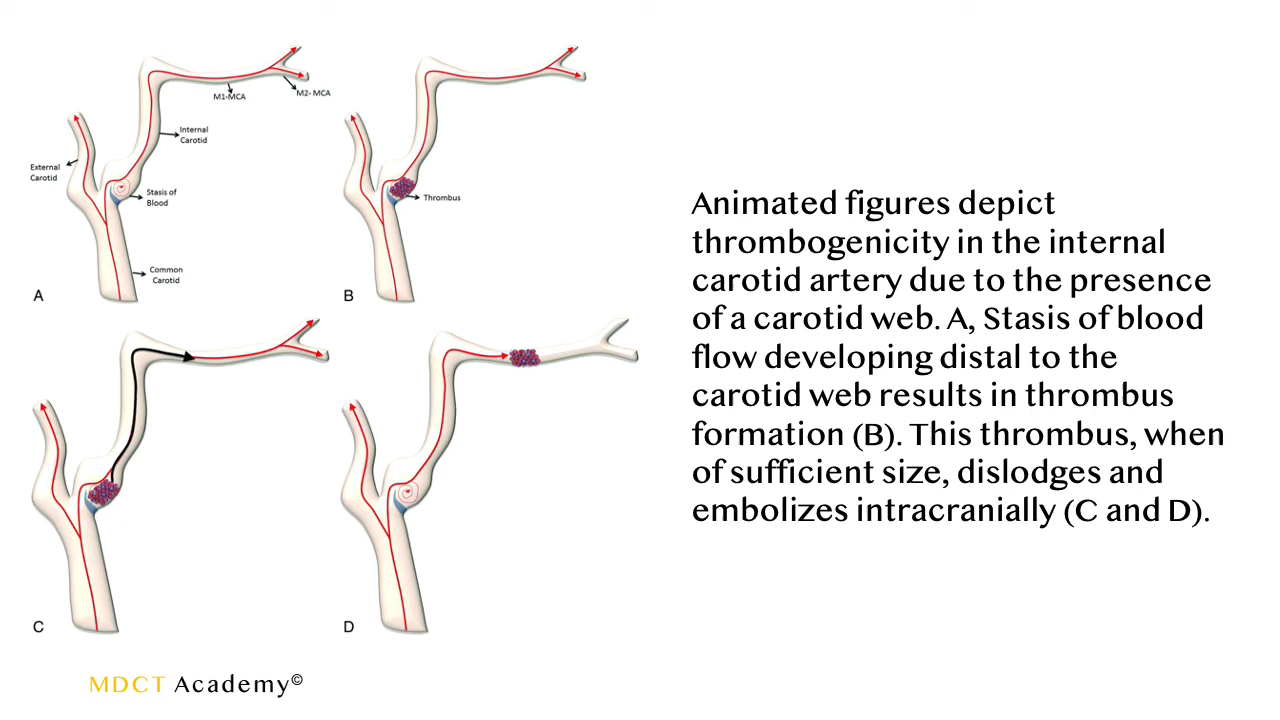 M1-MCA
M2- MCA
Internal
Carotid
External
Carotid
Stasis of
Blood
Common
Carotid
A
Thrombus
B
C
D
Animated figures depict
thrombogenicity in the internal
carotid artery due to the presence
of a carotid web. A, Stasis of blood
flow developing distal to the
carotid web results in thrombus
formation (B). This thrombus, when
of sufficient size, dislodges and
embolizes intracranially (C and D).
MDCT Academy©